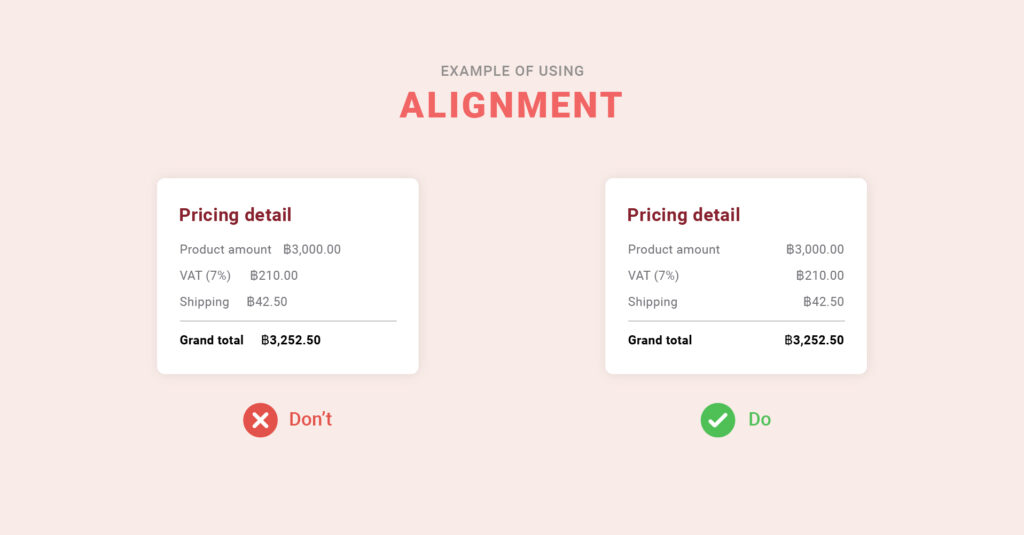 EXAMPLE OF USING
ALIGNMENT
Pricing detail
Product amount ฿3,000.00
VAT (7%) ฿210.00
Shipping ฿42.50
Grand total ฿3,252.50
Don't
Pricing detail
Product amount ฿3,000.00
VAT (7%) ฿210.00
Shipping ฿42.50
Grand total ฿3,252.50
Do